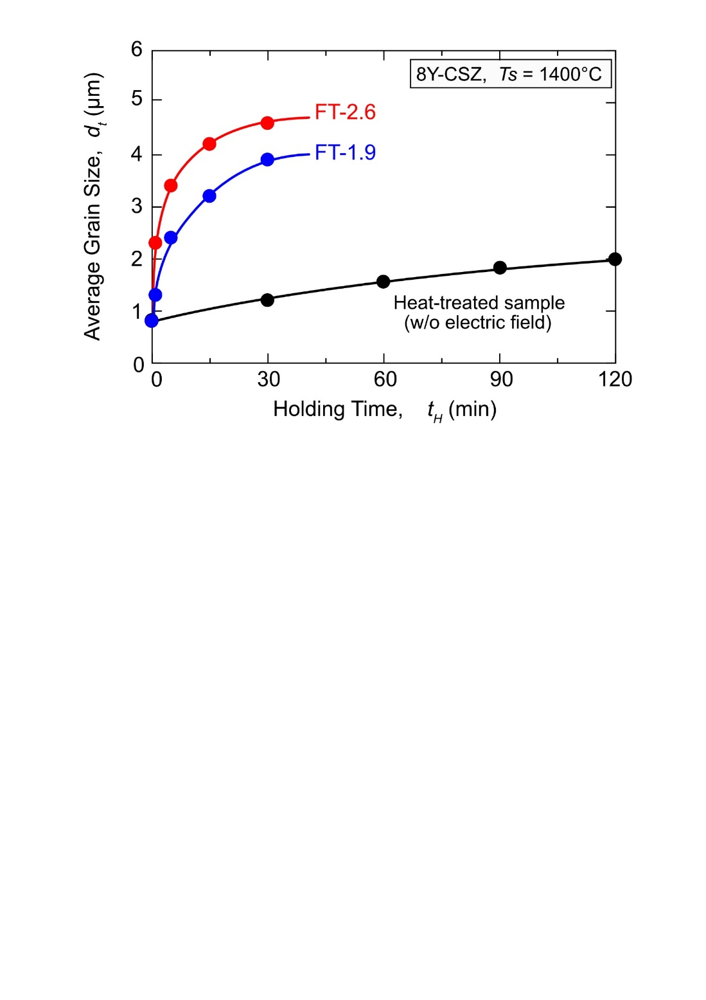 6
5
4
3
2
1
0
Average Grain Size, dₜ (μm)
8Y-CSZ, Ts = 1400°C
FT-2.6
FT-1.9
Heat-treated sample
(w/o electric field)
0 30 60 90 120
Holding Time, t_H (min)